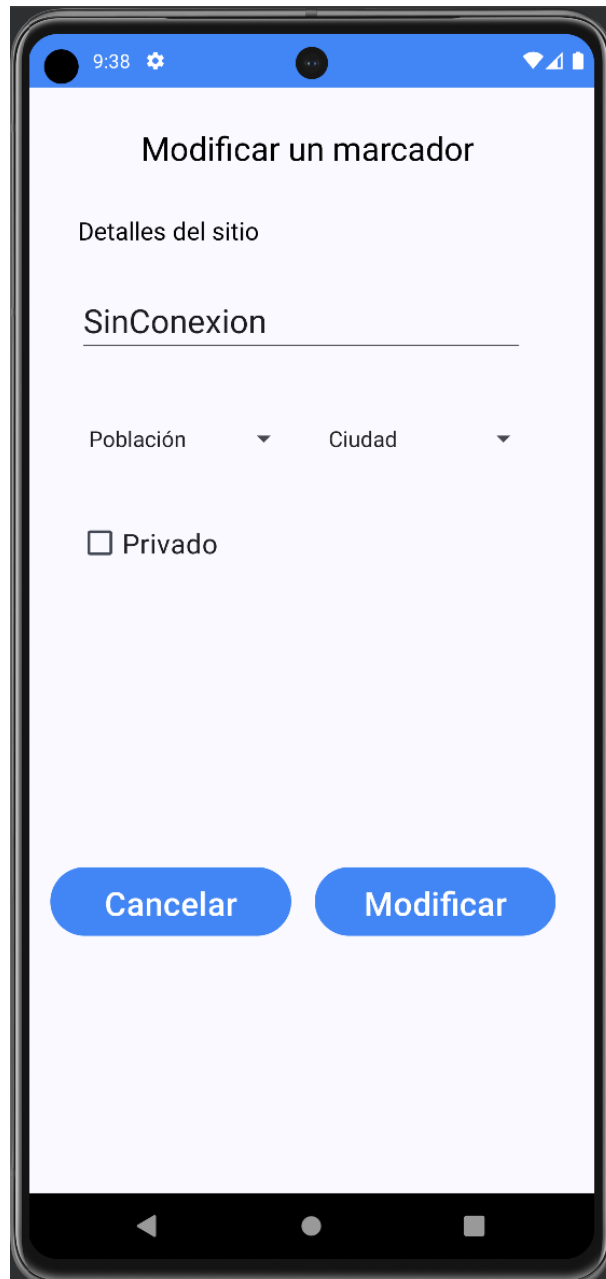 9:38
Modificar un marcador
Detalles del sitio
SinConexion
Población Ciudad
Privado
Cancelar Modificar